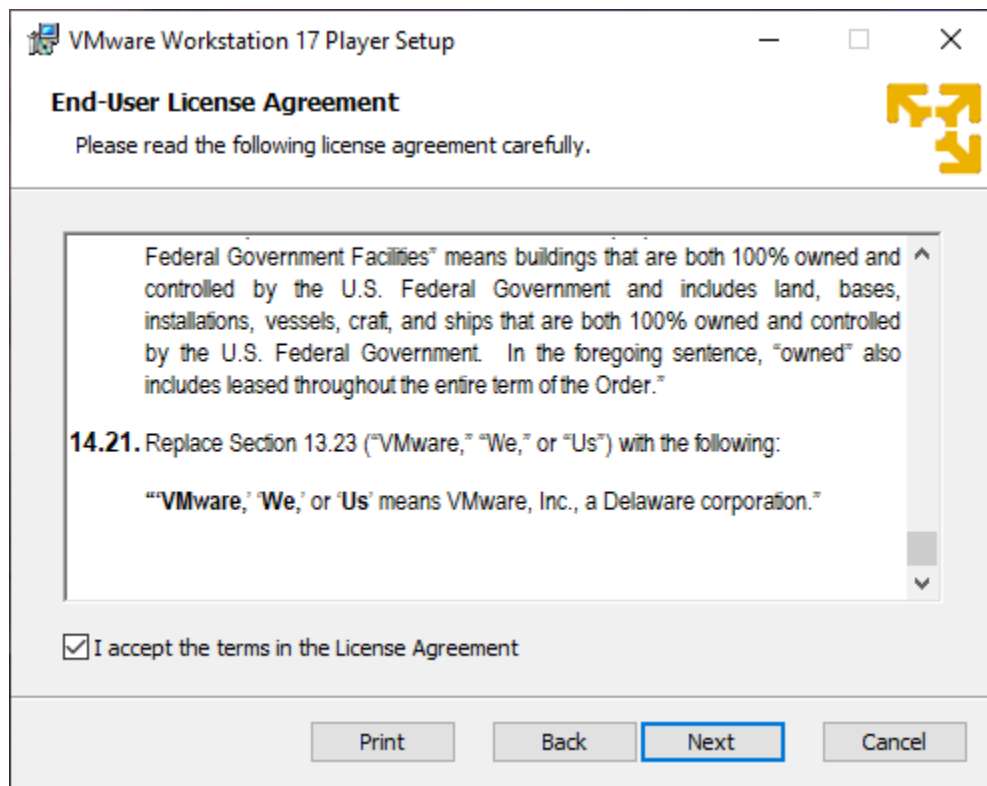 VMware Workstation 17 Player Setup
End-User License Agreement
Please read the following license agreement carefully.
Federal Government Facilities” means buildings that are both 100% owned and
controlled by the U.S. Federal Government and includes land, bases,
installations, vessels, craft, and ships that are both 100% owned and controlled
by the U.S. Federal Government. In the foregoing sentence, “owned” also
includes leased throughout the entire term of the Order.”
14.21. Replace Section 13.23 (“VMware,” “We,” or “Us”) with the following:
“‘VMware,’ ‘We,’ or ‘Us’ means VMware, Inc., a Delaware corporation.”
I accept the terms in the License Agreement
Print Back Next Cancel